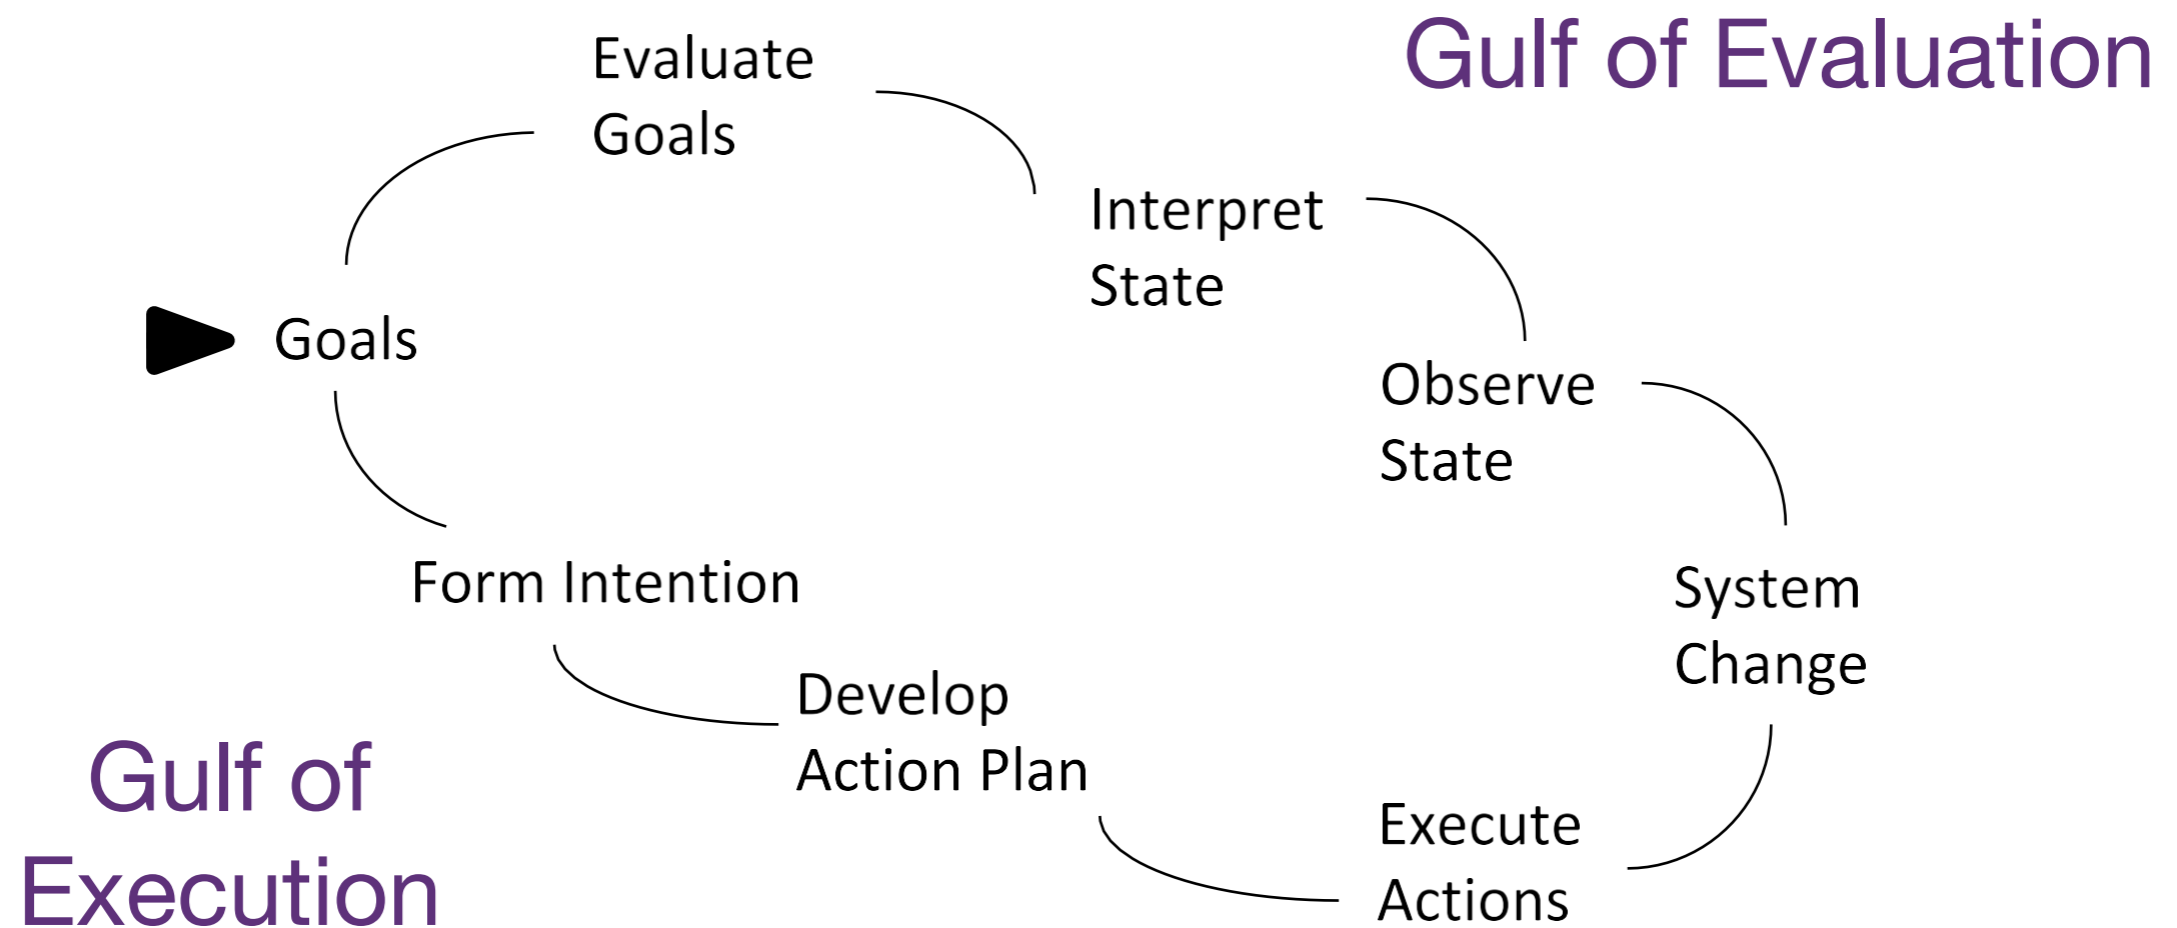 Gulf of Evaluation
Evaluate
Goals
Interpret
State
Goals
Observe
State
Form Intention
System
Change
Develop
Action Plan
Gulf of
Execution
Execute
Actions